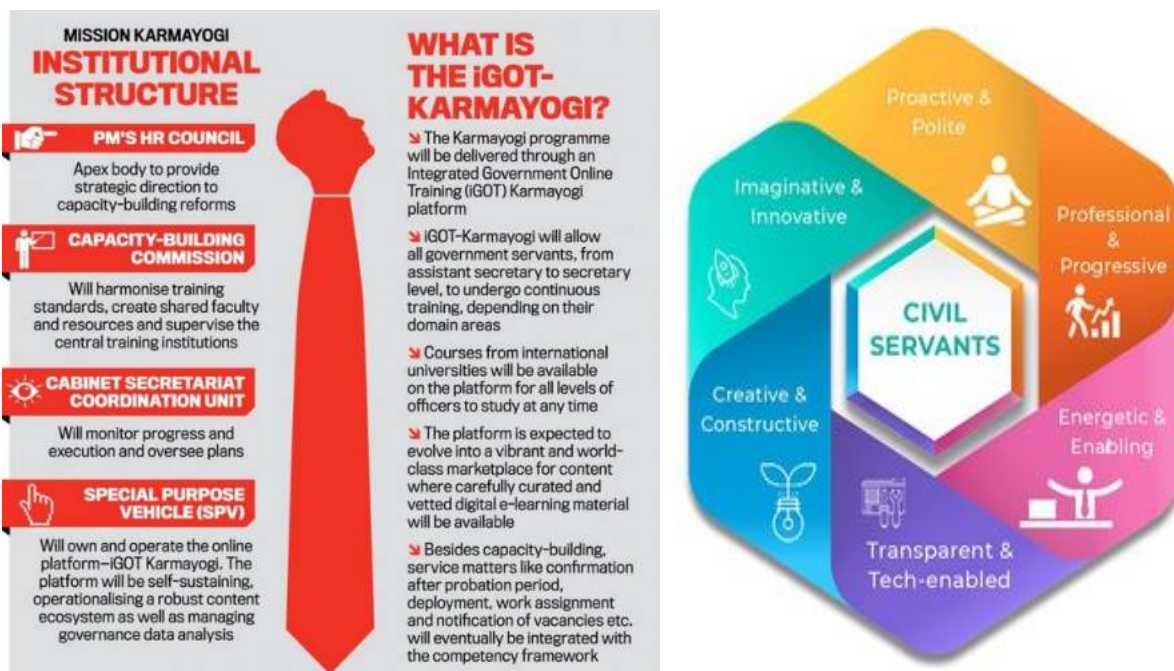 MISSION KARMAYOGI
INSTITUTIONAL
STRUCTURE
PM'S HR COUNCIL
Apex body to provide
strategic direction to
capacity-building reforms
CAPACITY-BUILDING
COMMISSION
Will harmonise training
standards, create shared faculty
and resources and supervise the
central training institutions
CABINET SECRETARIAT
COORDINATION UNIT
Will monitor progress and
execution and oversee plans
SPECIAL PURPOSE
VEHICLE (SPV)
Will own and operate the online
platform—iGOT Karmayogi. The
platform will be self-sustaining,
operationalising a robust content
ecosystem as well as managing
governance data analysis
WHAT IS
THE iGOT-
KARMAYOGI?
The Karmayogi programme
will be delivered through an
Integrated Government Online
Training (iGOT) Karmayogi
platform
iGOT-Karmayogi will allow
all government servants, from
assistant secretary to secretary
level, to undergo continuous
training, depending on their
domain areas
Courses from international
universities will be available
on the platform for all levels of
officers to study at any time
The platform is expected to
evolve into a vibrant and world-
class marketplace for content
where carefully curated and
vetted digital e-learning material
will be available
Besides capacity-building,
service matters like confirmation
after probation period,
deployment, work assignment
and notification of vacancies etc.
will eventually be integrated with
the competency framework
Proactive &
Polite
Imaginative &
Innovative
Professional
&
Progressive
CIVIL
SERVANTS
Creative &
Constructive
Energetic &
Enabling
Transparent &
Tech-enabled